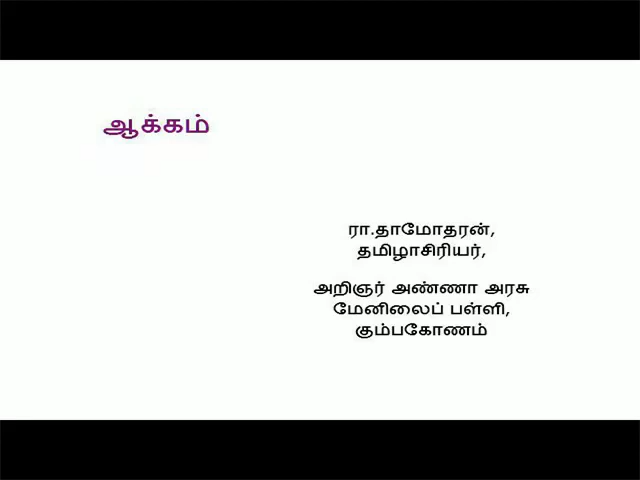 ஆக்கம்
ரா.தாமோதரன்,
தமிழாசிரியர்,
அறிஞர் அண்ணா அரசு
மேனிலைப் பள்ளி,
கும்பகோணம்